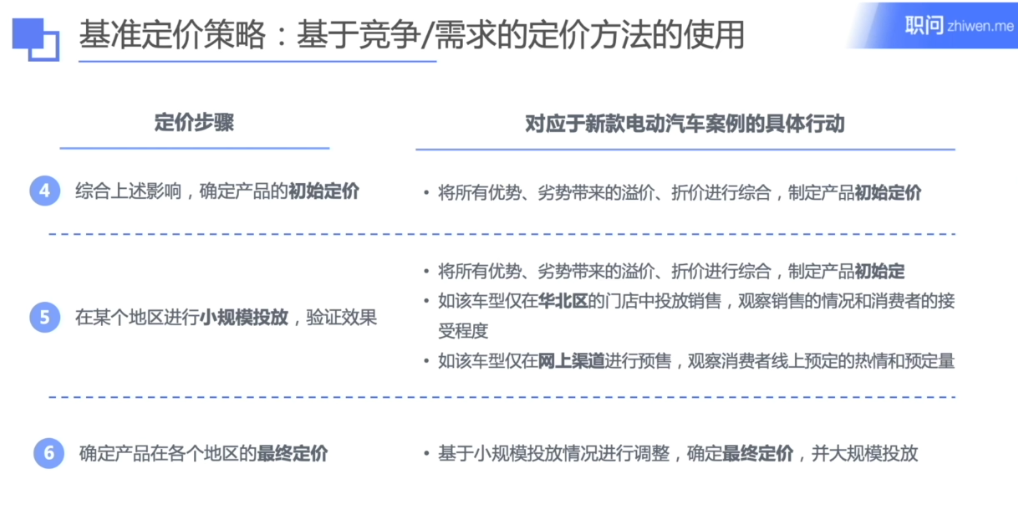 基准定价策略：基于竞争/需求的定价方法的使用
职问 zhiwen.me
定价步骤
对应于新款电动汽车案例的具体行动
4 综合上述影响，确定产品的初始定价
• 将所有优势、劣势带来的溢价、折价进行综合，制定产品初始定价
5 在某个地区进行小规模投放，验证效果
• 将所有优势、劣势带来的溢价、折价进行综合，制定产品初始定
• 如该车型仅在华北区的门店中投放销售，观察销售的情况和消费者的接
受程度
• 如该车型仅在网上渠道进行预售，观察消费者线上预定的热情和预定量
6 确定产品在各个地区的最终定价
• 基于小规模投放情况进行调整，确定最终定价，并大规模投放